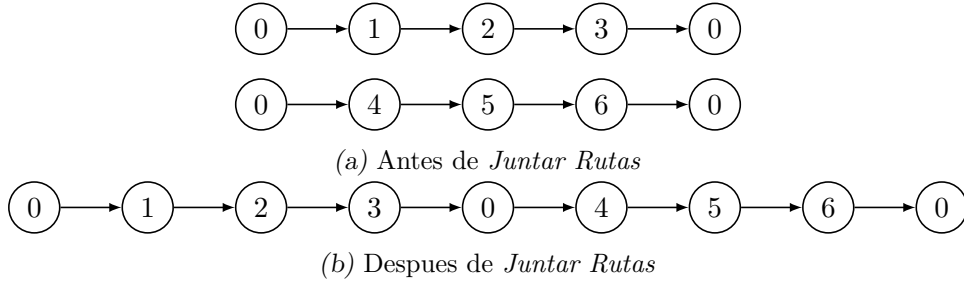 0 1 2 3 0
0 4 5 6 0
(a) Antes de Juntar Rutas
0 1 2 3 0 4 5 6 0
(b) Despues de Juntar Rutas